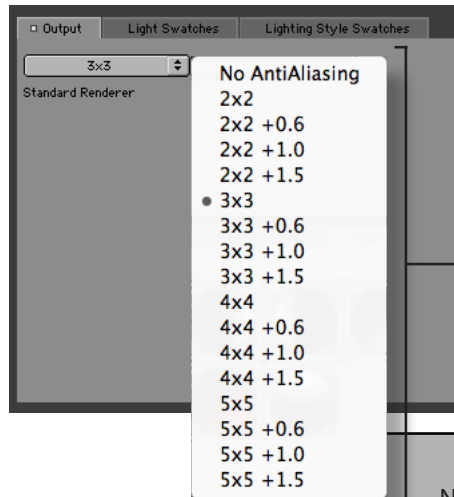 Output
Light Swatches
Lighting Style Swatches
3x3
Standard Renderer
No AntiAliasing
2x2
2x2 +0.6
2x2 +1.0
2x2 +1.5
3x3
3x3 +0.6
3x3 +1.0
3x3 +1.5
4x4
4x4 +0.6
4x4 +1.0
4x4 +1.5
5x5
5x5 +0.6
5x5 +1.0
5x5 +1.5